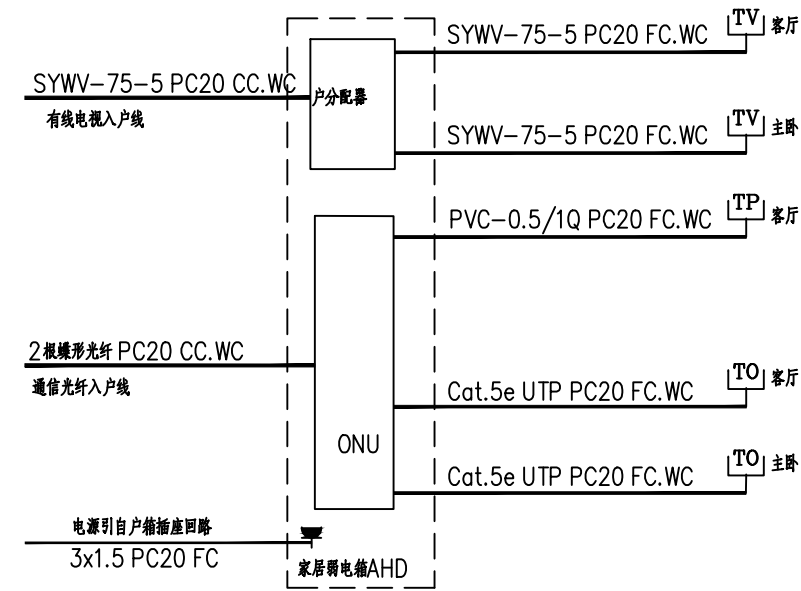 SYWV-75-5 PC20 FC.WC
TV
客厅
SYWV-75-5 PC20 CC.WC
户分配器
有线电视入户线
SYWV-75-5 PC20 FC.WC
TV
主卧
PVC-0.5/1Q PC20 FC.WC
TP
客厅
2根蝶形光纤 PC20 CC.WC
通信光纤入户线
Cat.5e UTP PC20 FC.WC
TO
客厅
ONU
Cat.5e UTP PC20 FC.WC
TO
主卧
电源引自户箱插座回路
3x1.5 PC20 FC
家居弱电箱AHD